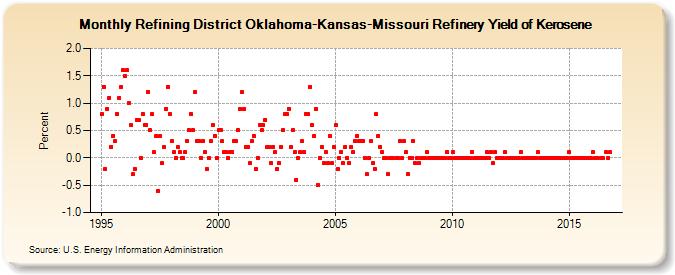 Monthly Refining District Oklahoma-Kansas-Missouri Refinery Yield of Kerosene
Percent
2.0
1.5
1.0
0.5
0.0
-0.5
-1.0
1995 2000 2005 2010 2015
Source: U.S. Energy Information Administration